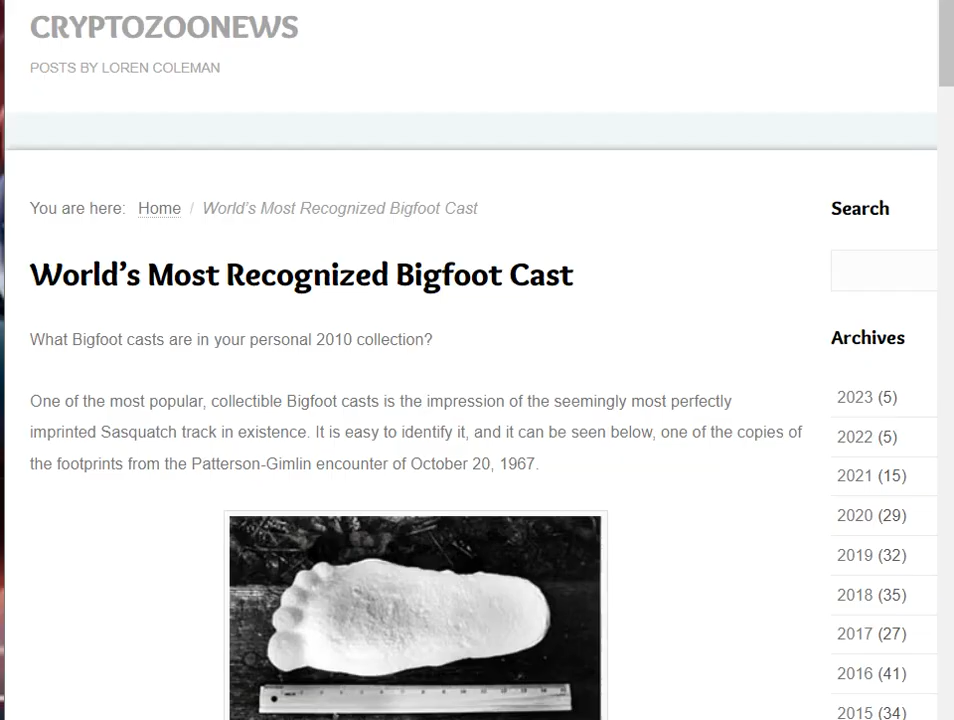 CRYPTOZOONEWS
POSTS BY LOREN COLEMAN
You are here: Home / World's Most Recognized Bigfoot Cast
World's Most Recognized Bigfoot Cast
What Bigfoot casts are in your personal 2010 collection?
One of the most popular, collectible Bigfoot casts is the impression of the seemingly most perfectly
imprinted Sasquatch track in existence. It is easy to identify it, and it can be seen below, one of the copies of
the footprints from the Patterson-Gimlin encounter of October 20, 1967.
Search
Archives
2023 (5)
2022 (5)
2021 (15)
2020 (29)
2019 (32)
2018 (35)
2017 (27)
2016 (41)
2015 (34)